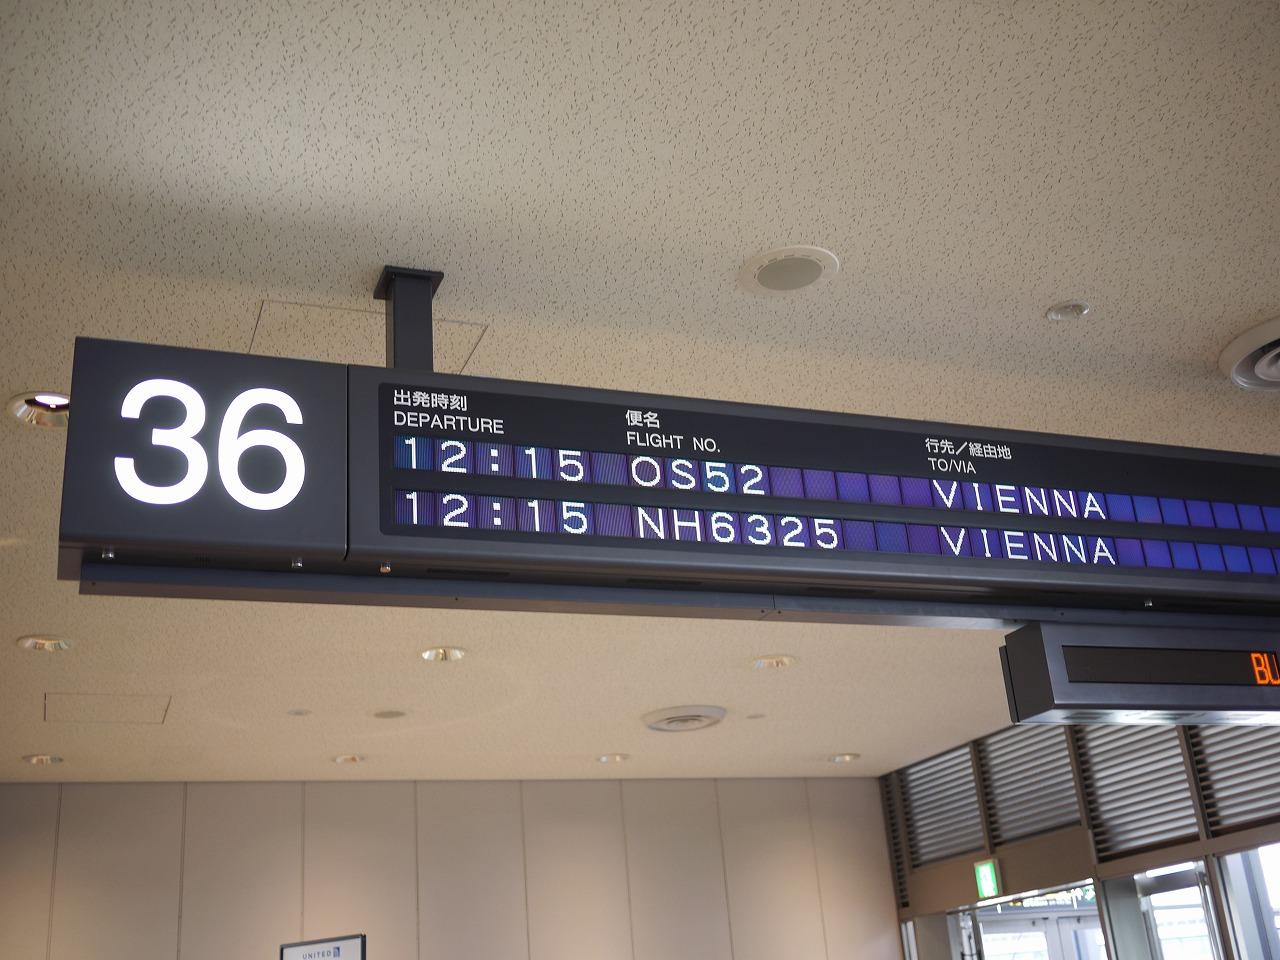 36
出発時刻 便名 行先／経由地
DEPARTURE FLIGHT NO. TO/VIA
12:15 OS52 VIENNA
12:15 NH6325 VIENNA
BU
UNITED